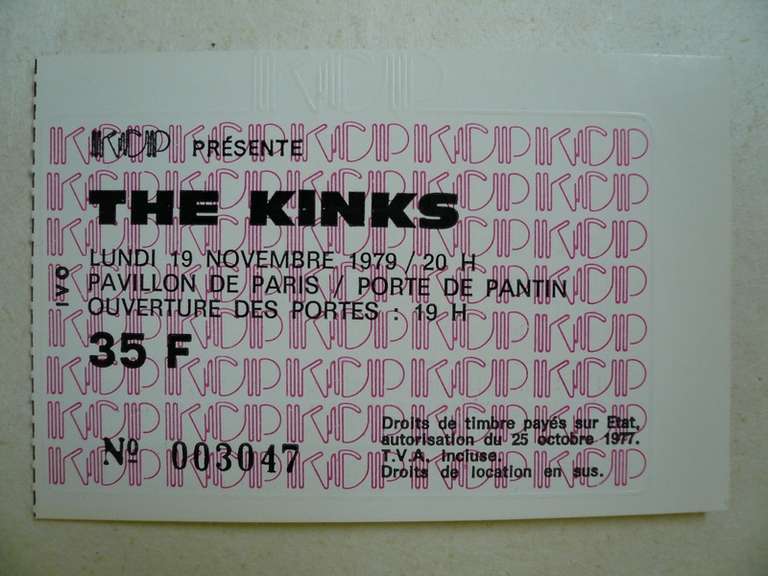 KCP PRÉSENTE
THE KINKS
LUNDI 19 NOVEMBRE 1979 / 20 H
PAVILLON DE PARIS / PORTE DE PANTIN
OUVERTURE DES PORTES : 19 H
35 F
Nº 003047
Droits de timbre payés sur Etat,
autorisation du 25 octobre 1977.
T.V.A. Incluse.
Droits de location en sus.
IVO